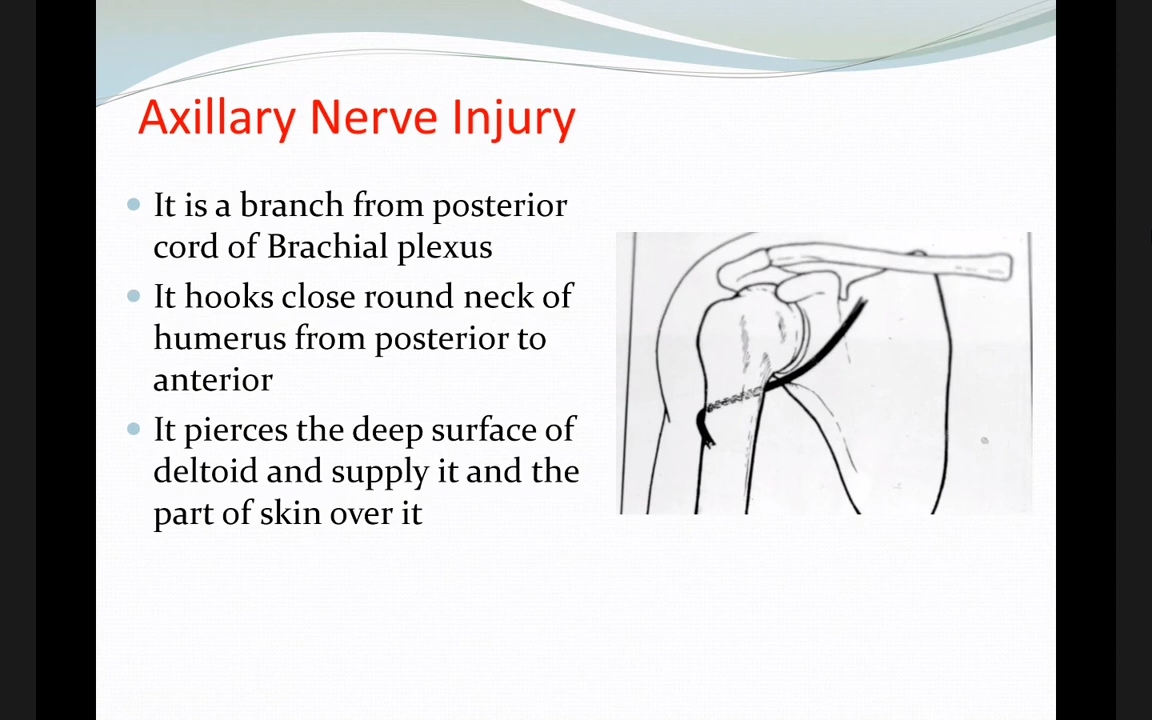 Axillary Nerve Injury
It is a branch from posterior
cord of Brachial plexus
It hooks close round neck of
humerus from posterior to
anterior
It pierces the deep surface of
deltoid and supply it and the
part of skin over it